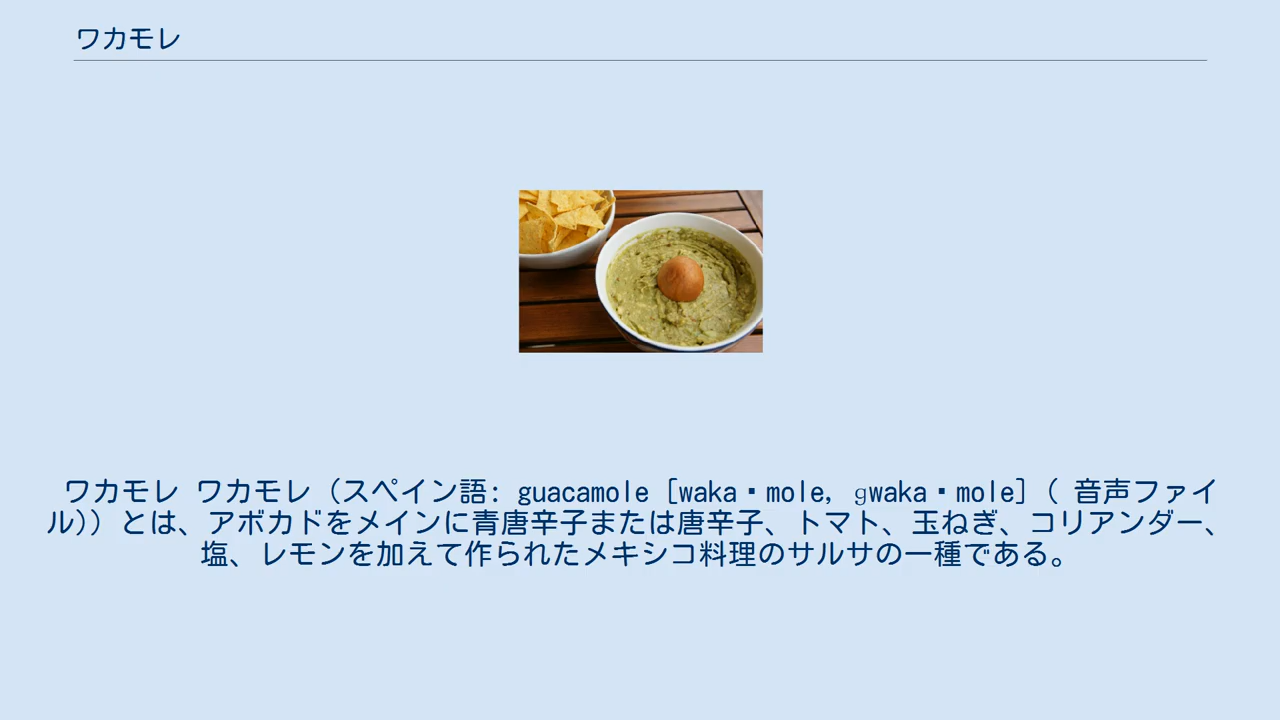 ワカモレ
ワカモレ ワカモレ（スペイン語: guacamole [waka▪mole, ɡwaka▪mole] ( 音声ファイ
ル)）とは、アボカドをメインに青唐辛子または唐辛子、トマト、玉ねぎ、コリアンダー、
塩、レモンを加えて作られたメキシコ料理のサルサの一種である。